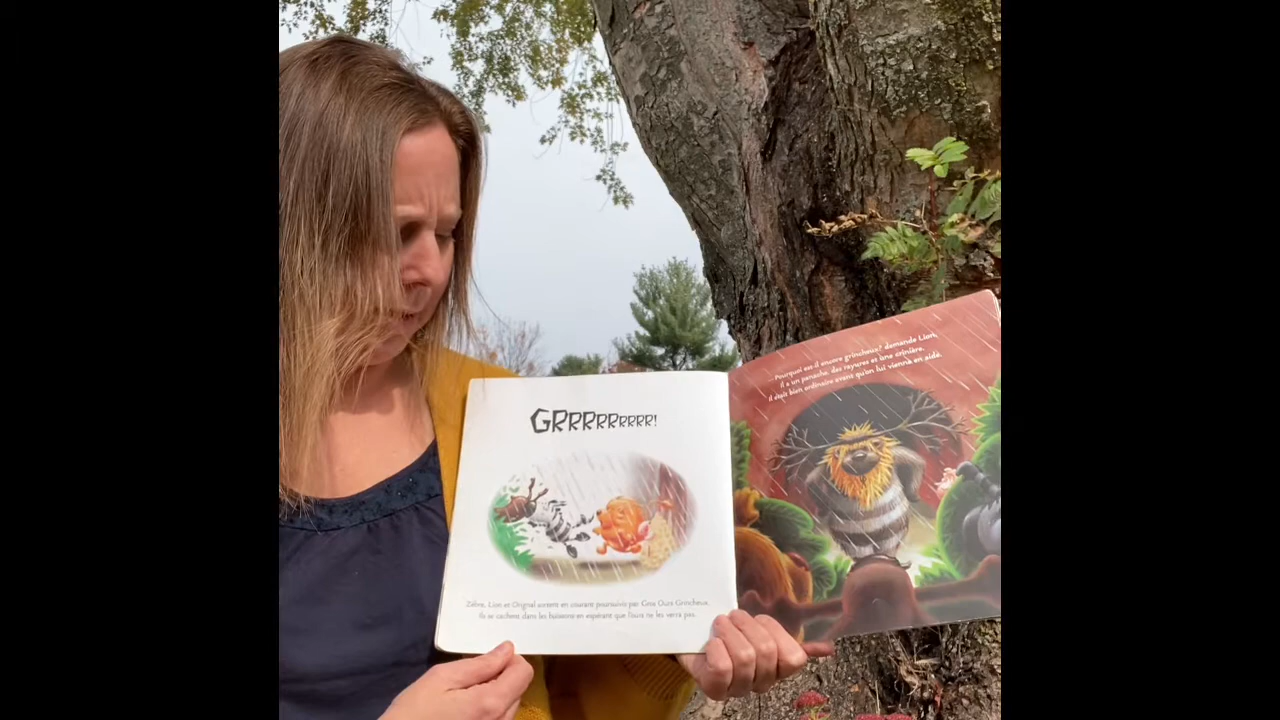 GRRRRRRRRR!
Zèbre, Lion et Orignal sortent en courant poursuivis par Gros Ours Grincheux.
Ils se cachent dans les buissons en espérant que l'ours ne les verra pas.
Pourquoi est-il encore grincheux? demande Lion.
Il a un panache, des rayures et une crinière.
Il était bien ordinaire avant qu'on lui vienne en aide.